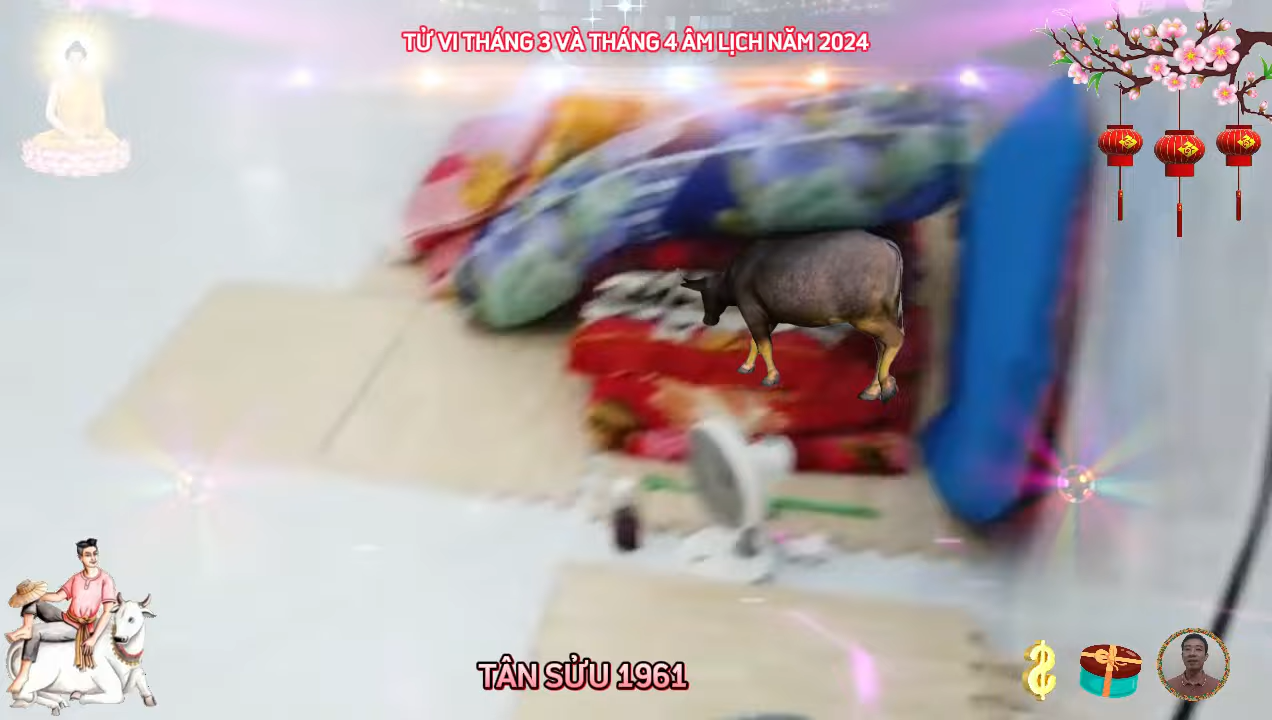 TỬ VI THÁNG 3 VÀ THÁNG 4 ÂM LỊCH NĂM 2024
TÂN SỬU 1961